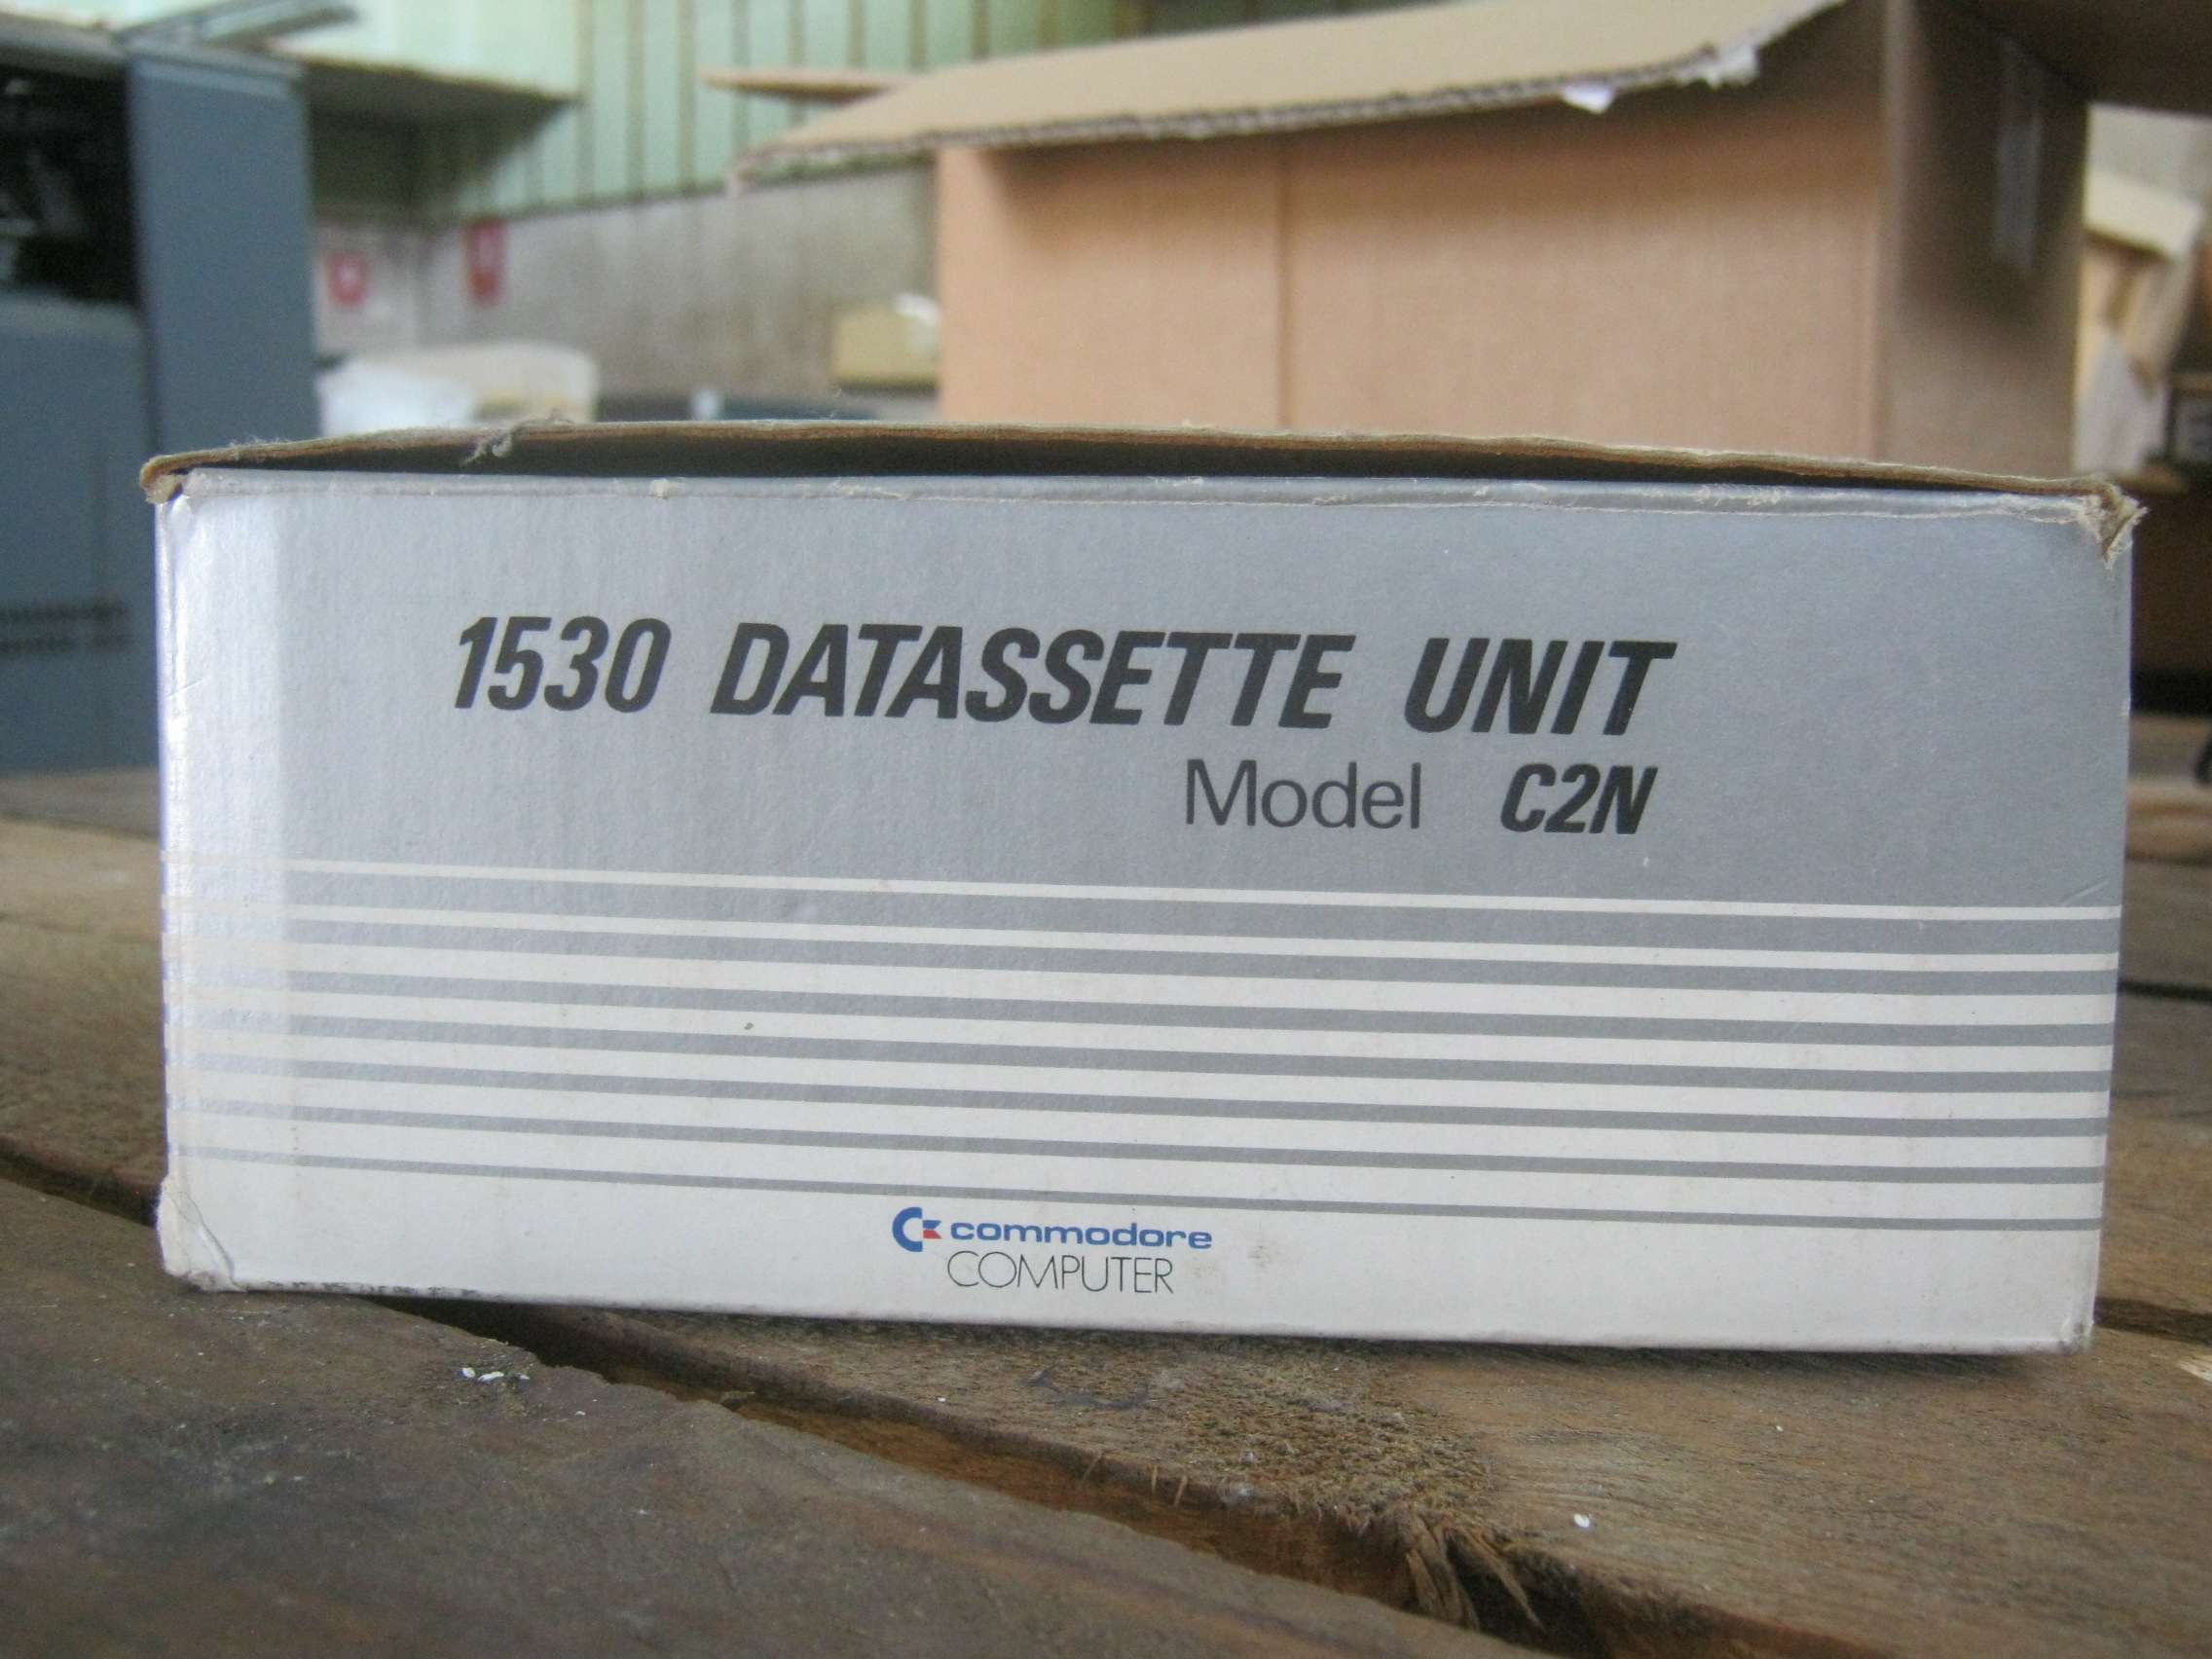 1530 DATASSETTE UNIT
Model C2N
commodore
COMPUTER